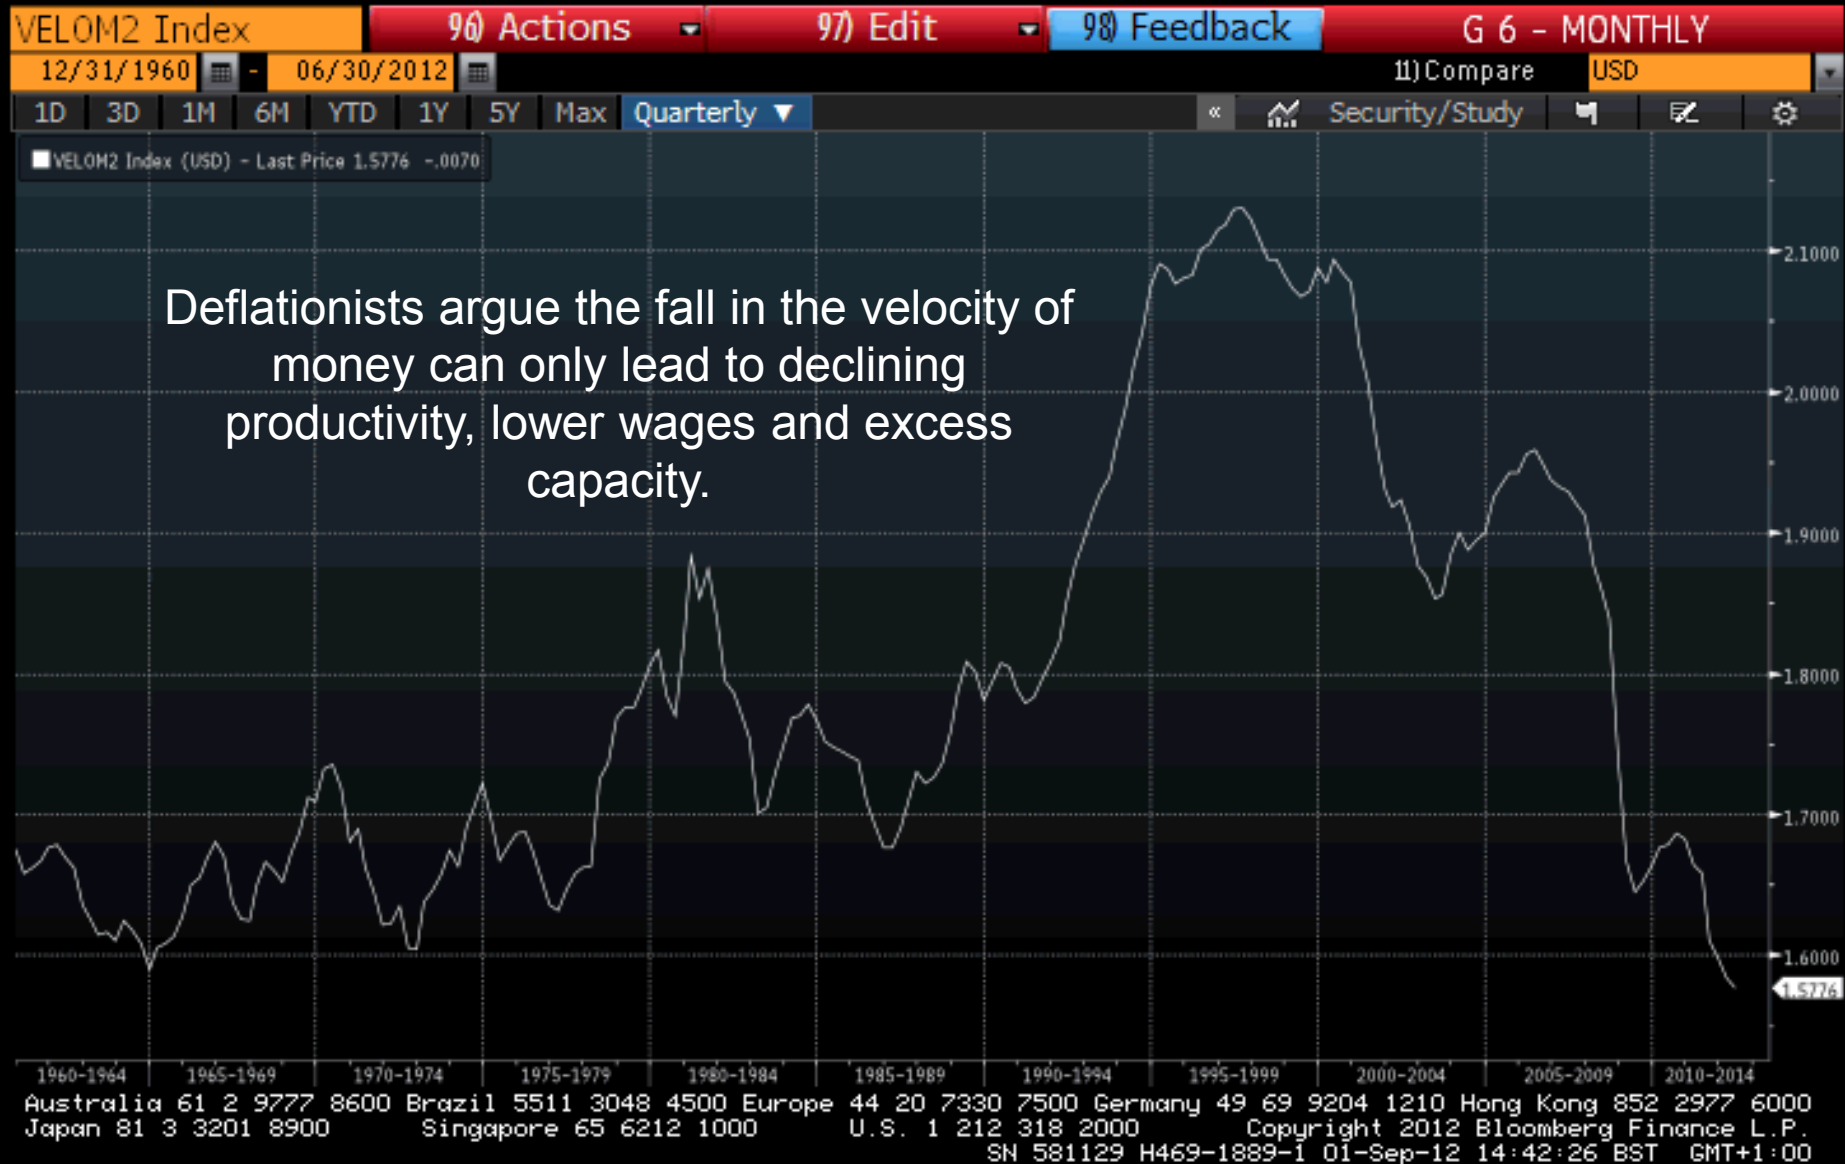 VELOM2 Index 96) Actions 97) Edit 98) Feedback G 6 - MONTHLY
12/31/1960 - 06/30/2012 11) Compare USD
1D 3D 1M 6M YTD 1Y 5Y Max Quarterly ▼ « Security/Study
VELOM2 Index (USD) - Last Price 1.5776 -.0070
Deflationists argue the fall in the velocity of
money can only lead to declining
productivity, lower wages and excess
capacity.
2.1000
2.0000
1.9000
1.8000
1.7000
1.6000
1.5776
1960-1964 1965-1969 1970-1974 1975-1979 1980-1984 1985-1989 1990-1994 1995-1999 2000-2004 2005-2009 2010-2014
Australia 61 2 9777 8600 Brazil 5511 3048 4500 Europe 44 20 7330 7500 Germany 49 69 9204 1210 Hong Kong 852 2977 6000
Japan 81 3 3201 8900 Singapore 65 6212 1000 U.S. 1 212 318 2000 Copyright 2012 Bloomberg Finance L.P.
SN 581129 H469-1889-1 01-Sep-12 14:42:26 BST GMT+1:00